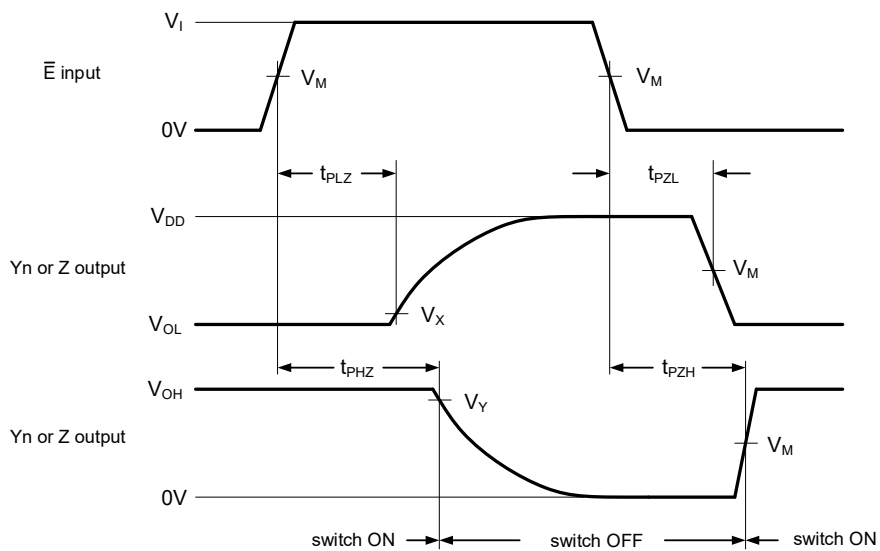 V_I
E̅ input
V_M
V_M
0V
t_PLZ
t_PZL
V_DD
Yn or Z output
V_M
V_X
V_OL
t_PHZ
t_PZH
V_OH
V_Y
Yn or Z output
V_M
0V
switch ON
switch OFF
switch ON